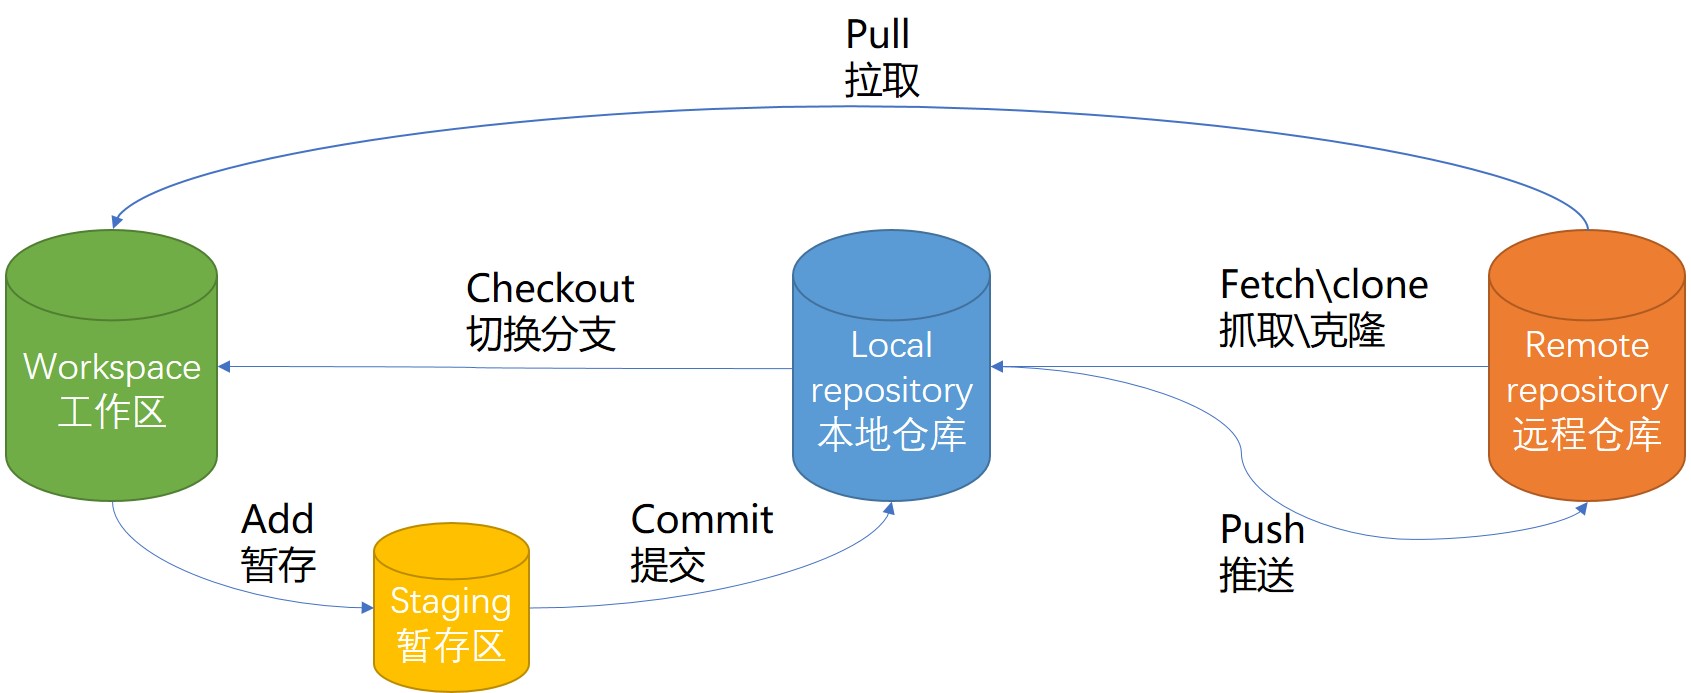 Pull
拉取
Checkout
切换分支
Fetch\clone
抓取\克隆
Workspace
工作区
Local
repository
本地仓库
Remote
repository
远程仓库
Add
暂存
Commit
提交
Push
推送
Staging
暂存区